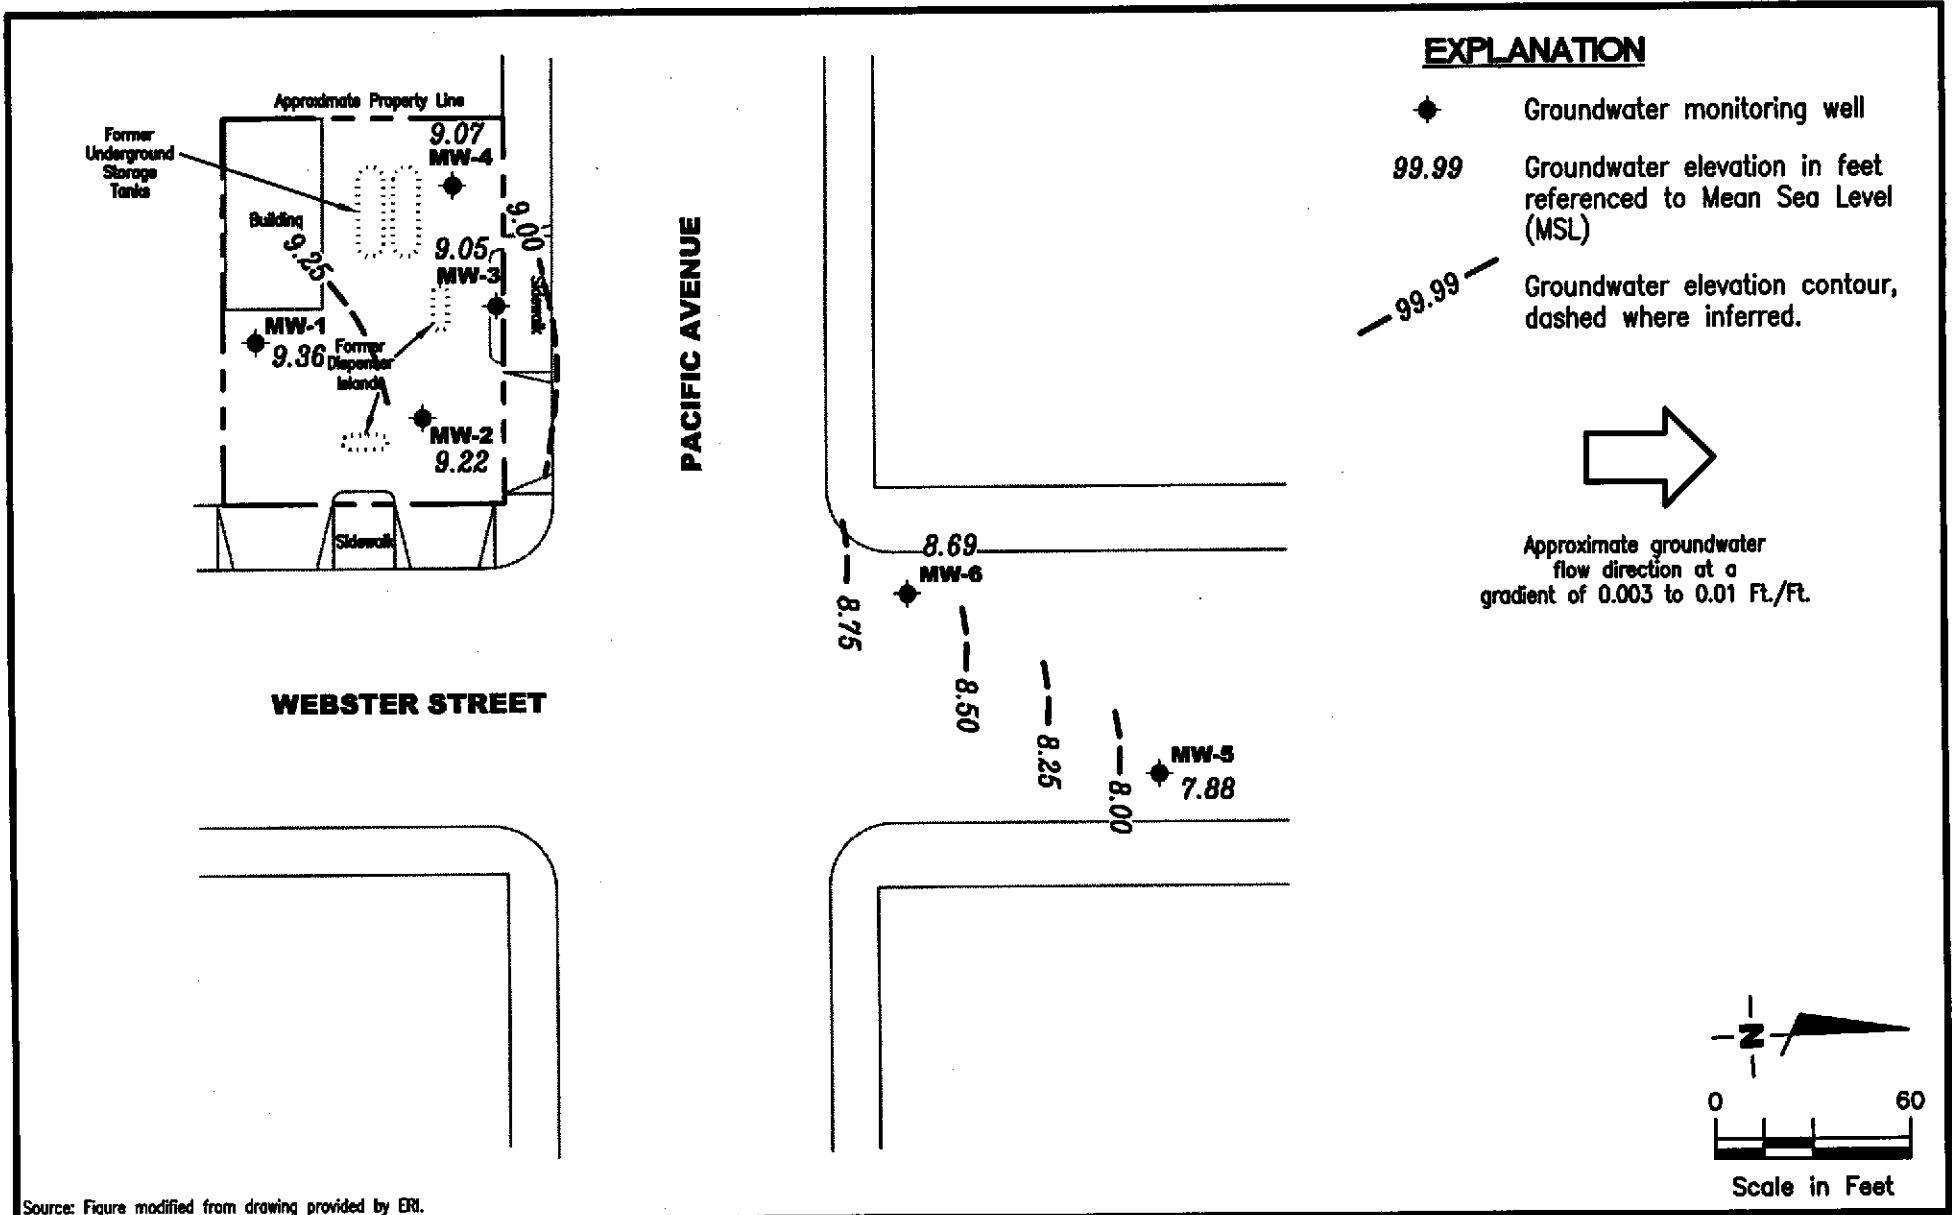 EXPLANATION
Groundwater monitoring well
99.99
Groundwater elevation in feet
referenced to Mean Sea Level
(MSL)
99.99
Groundwater elevation contour,
dashed where inferred.
Approximate groundwater
flow direction at a
gradient of 0.003 to 0.01 Ft./Ft.
Approximate Property Line
Former
Underground
Storage
Tanks
9.07
MW-4
Building
9.25
9.00
9.05
MW-3
Sidewalk
MW-1
9.36
Former
Dispenser
Islands
MW-2
9.22
Sidewalk
PACIFIC AVENUE
8.69
MW-6
8.75
8.50
WEBSTER STREET
8.25
8.00
MW-5
7.88
N
0 60
Scale in Feet
Source: Figure modified from drawing provided by ERI.